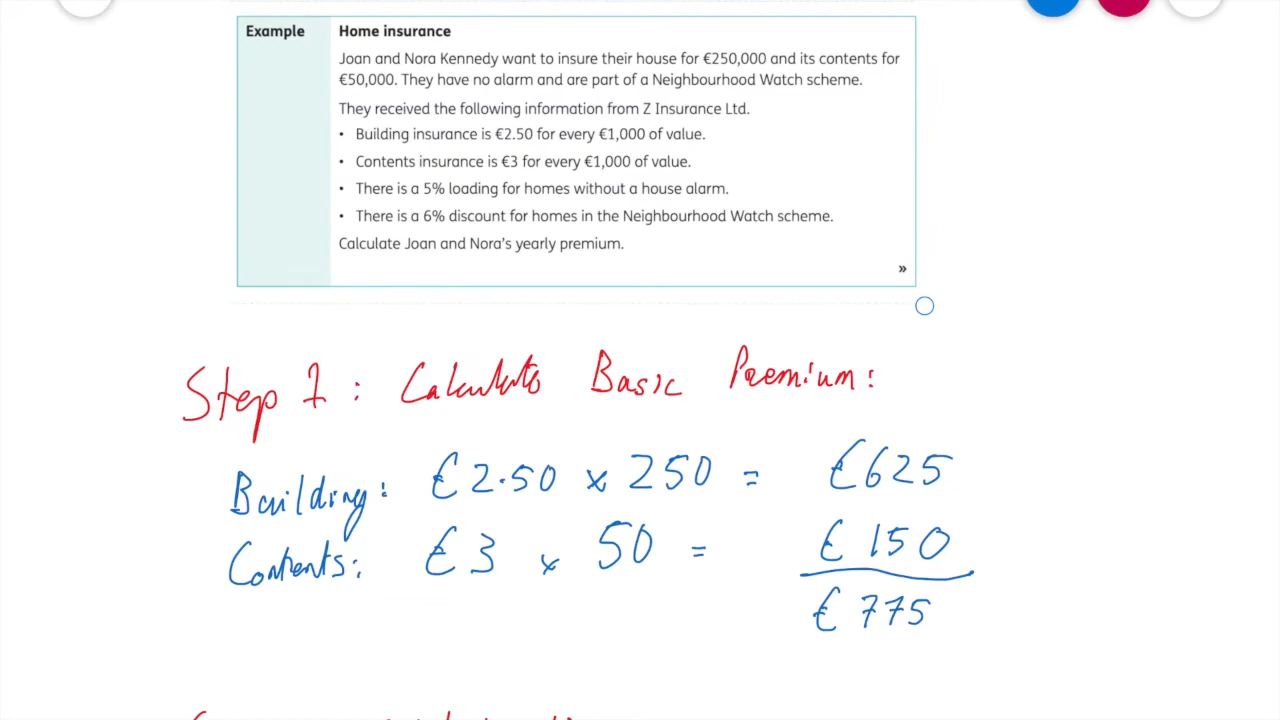 Example
Home insurance
Joan and Nora Kennedy want to insure their house for €250,000 and its contents for
€50,000. They have no alarm and are part of a Neighbourhood Watch scheme.
They received the following information from Z Insurance Ltd.
• Building insurance is €2.50 for every €1,000 of value.
• Contents insurance is €3 for every €1,000 of value.
• There is a 5% loading for homes without a house alarm.
• There is a 6% discount for homes in the Neighbourhood Watch scheme.
Calculate Joan and Nora's yearly premium.
»
Step 1: Calculate Basic Premium:
Building: €2.50 x 250 = €625
Contents: €3 x 50 = €150
€775